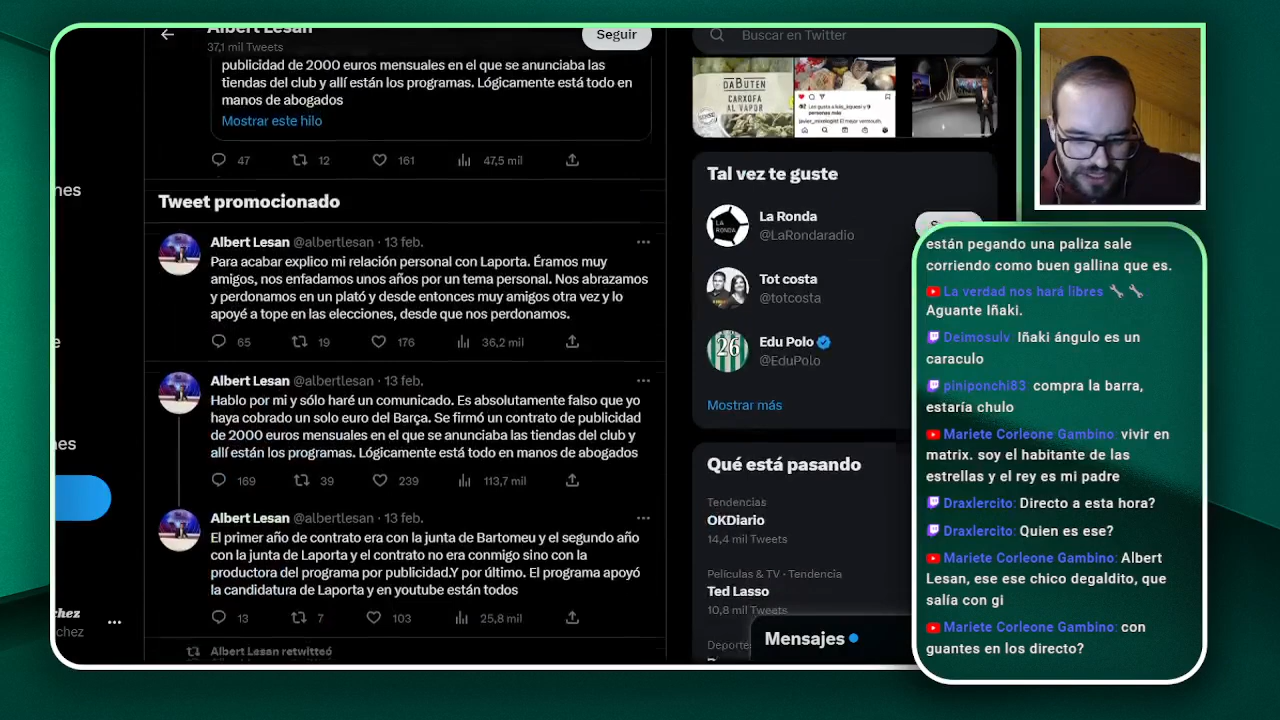 Albert Lesan
37,1 mil Tweets
Seguir
publicidad de 2000 euros mensuales en el que se anunciaba las
tiendas del club y allí están los programas. Lógicamente está todo en
manos de abogados
Mostrar este hilo
47 12 161 47,5 mil
Tweet promocionado
Albert Lesan @albertlesan · 13 feb.
Para acabar explico mi relación personal con Laporta. Éramos muy
amigos, nos enfadamos unos años por un tema personal. Nos abrazamos
y perdonamos en un plató y desde entonces muy amigos otra vez y lo
apoyé a tope en las elecciones, desde que nos perdonamos.
65 19 176 36,2 mil
Albert Lesan @albertlesan · 13 feb.
Hablo por mi y sólo haré un comunicado. Es absolutamente falso que yo
haya cobrado un solo euro del Barça. Se firmó un contrato de publicidad
de 2000 euros mensuales en el que se anunciaba las tiendas del club y
allí están los programas. Lógicamente está todo en manos de abogados
169 39 239 113,7 mil
Albert Lesan @albertlesan · 13 feb.
El primer año de contrato era con la junta de Bartomeu y el segundo año
con la junta de Laporta y el contrato no era conmigo sino con la
productora del programa por publicidad.Y por último. El programa apoyó
la candidatura de Laporta y en youtube están todos
13 7 103 25,8 mil
Albert Lesan retwitteó
nes
e
nes
chez
chez
Buscar en Twitter
DABUTEN
CARXOFA
AL VAPOR
Tal vez te guste
LA
RONDA
La Ronda
@LaRondaradio
Tot costa
@totcosta
26
Edu Polo
@EduPolo
Mostrar más
Qué está pasando
Tendencias
OKDiario
14,4 mil Tweets
Películas & TV · Tendencia
Ted Lasso
10,8 mil Tweets
Deportes
Mensajes
están pegando una paliza sale
corriendo como buen gallina que es.
La verdad nos hará libres
Aguante Iñaki.
Deimosulv: Iñaki ángulo es un
caraculo
piniponchi83: compra la barra,
estaría chulo
Mariete Corleone Gambino: vivir en
matrix. soy el habitante de las
estrellas y el rey es mi padre
Draxlercito: Directo a esta hora?
Draxlercito: Quien es ese?
Mariete Corleone Gambino: Albert
Lesan, ese ese chico degaldito, que
salía con gi
Mariete Corleone Gambino: con
guantes en los directo?